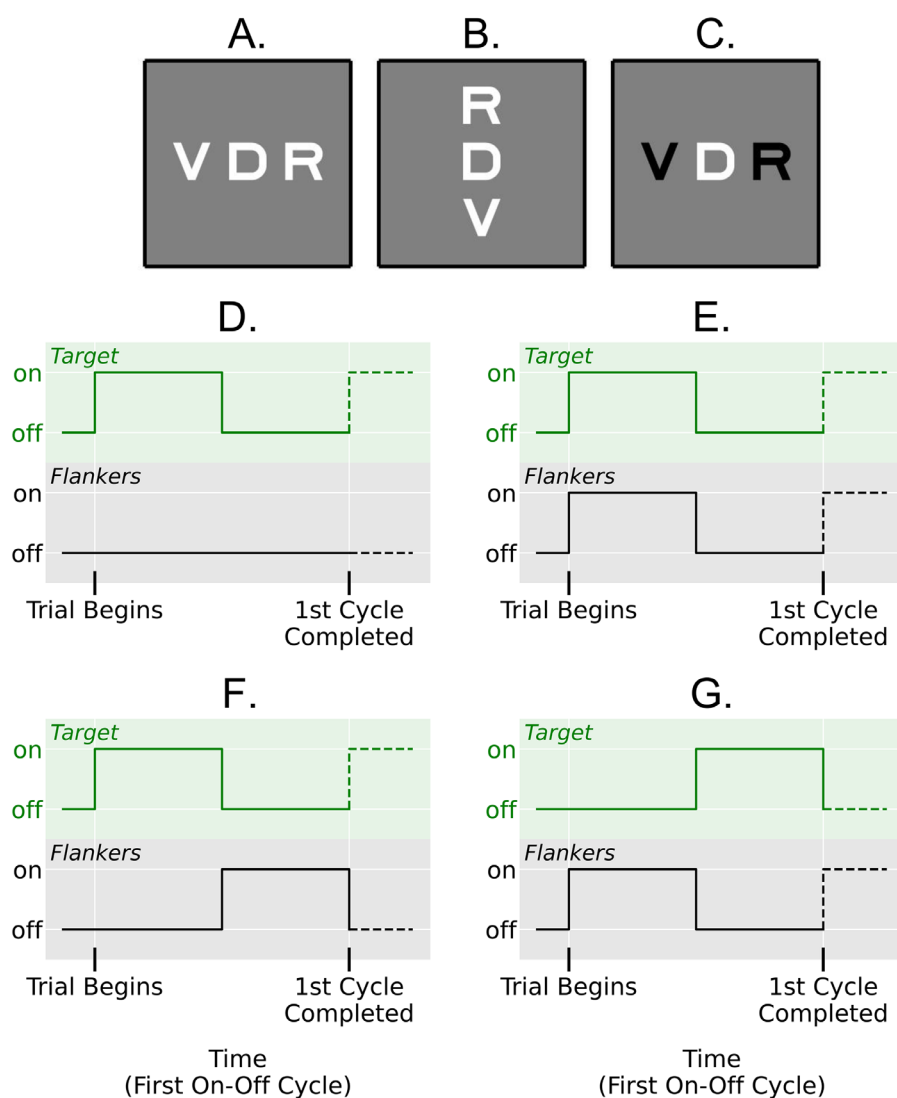 A. B. C.
V D R
R
D
V
V D R
D. E.
Target
on
off
Flankers
on
off
Trial Begins
1st Cycle
Completed
Target
on
off
Flankers
on
off
Trial Begins
1st Cycle
Completed
F. G.
Target
on
off
Flankers
on
off
Trial Begins
1st Cycle
Completed
Time
(First On-Off Cycle)
Target
on
off
Flankers
on
off
Trial Begins
1st Cycle
Completed
Time
(First On-Off Cycle)